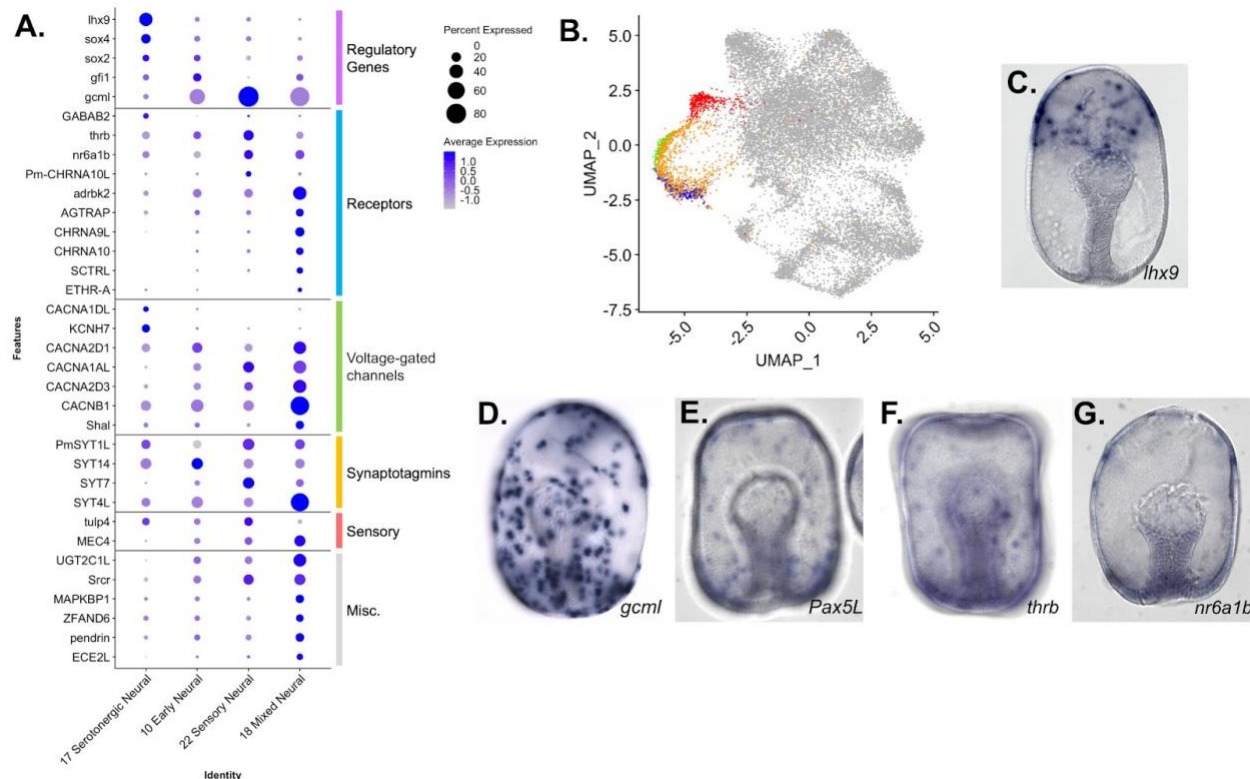 A.
lhx9
sox4
sox2
gfi1
gcml
GABAB2
thrb
nr6a1b
Pm-CHRNA10L
adrbk2
AGTRAP
CHRNA9L
CHRNA10
SCTRL
ETHR-A
CACNA1DL
KCNH7
CACNA2D1
CACNA1AL
CACNA2D3
CACNB1
Shal
PmSYT1L
SYT14
SYT7
SYT4L
tulp4
MEC4
UGT2C1L
Srcr
MAPKBP1
ZFAND6
pendrin
ECE2L
Features
Regulatory
Genes
Receptors
Voltage-gated
channels
Synaptotagmins
Sensory
Misc.
17 Serotonergic Neural
10 Early Neural
22 Sensory Neural
18 Mixed Neural
Identity
Percent Expressed
0
20
40
60
80
Average Expression
1.0
0.5
0.0
-0.5
-1.0
B.
5.0
2.5
0.0
-2.5
-5.0
-7.5
UMAP_2
-5.0
-2.5
0.0
2.5
5.0
UMAP_1
C.
lhx9
D.
gcml
E.
Pax5L
F.
thrb
G.
nr6a1b